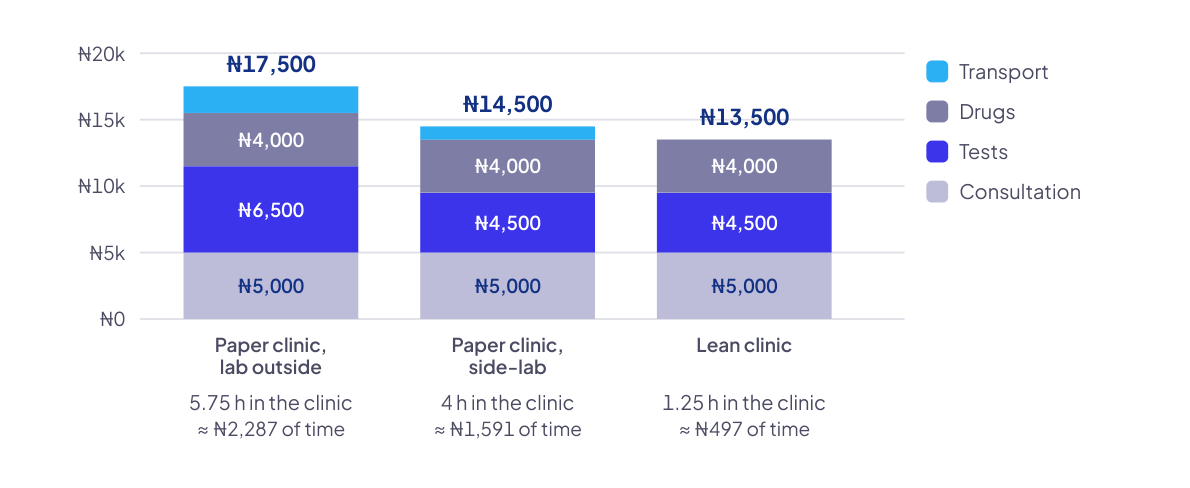 ₦20k
₦15k
₦10k
₦5k
₦0
₦17,500
₦4,000
₦6,500
₦5,000
₦14,500
₦4,000
₦4,500
₦5,000
₦13,500
₦4,000
₦4,500
₦5,000
Transport
Drugs
Tests
Consultation
Paper clinic,
lab outside
5.75 h in the clinic
≈ ₦2,287 of time
Paper clinic,
side-lab
4 h in the clinic
≈ ₦1,591 of time
Lean clinic
1.25 h in the clinic
≈ ₦497 of time